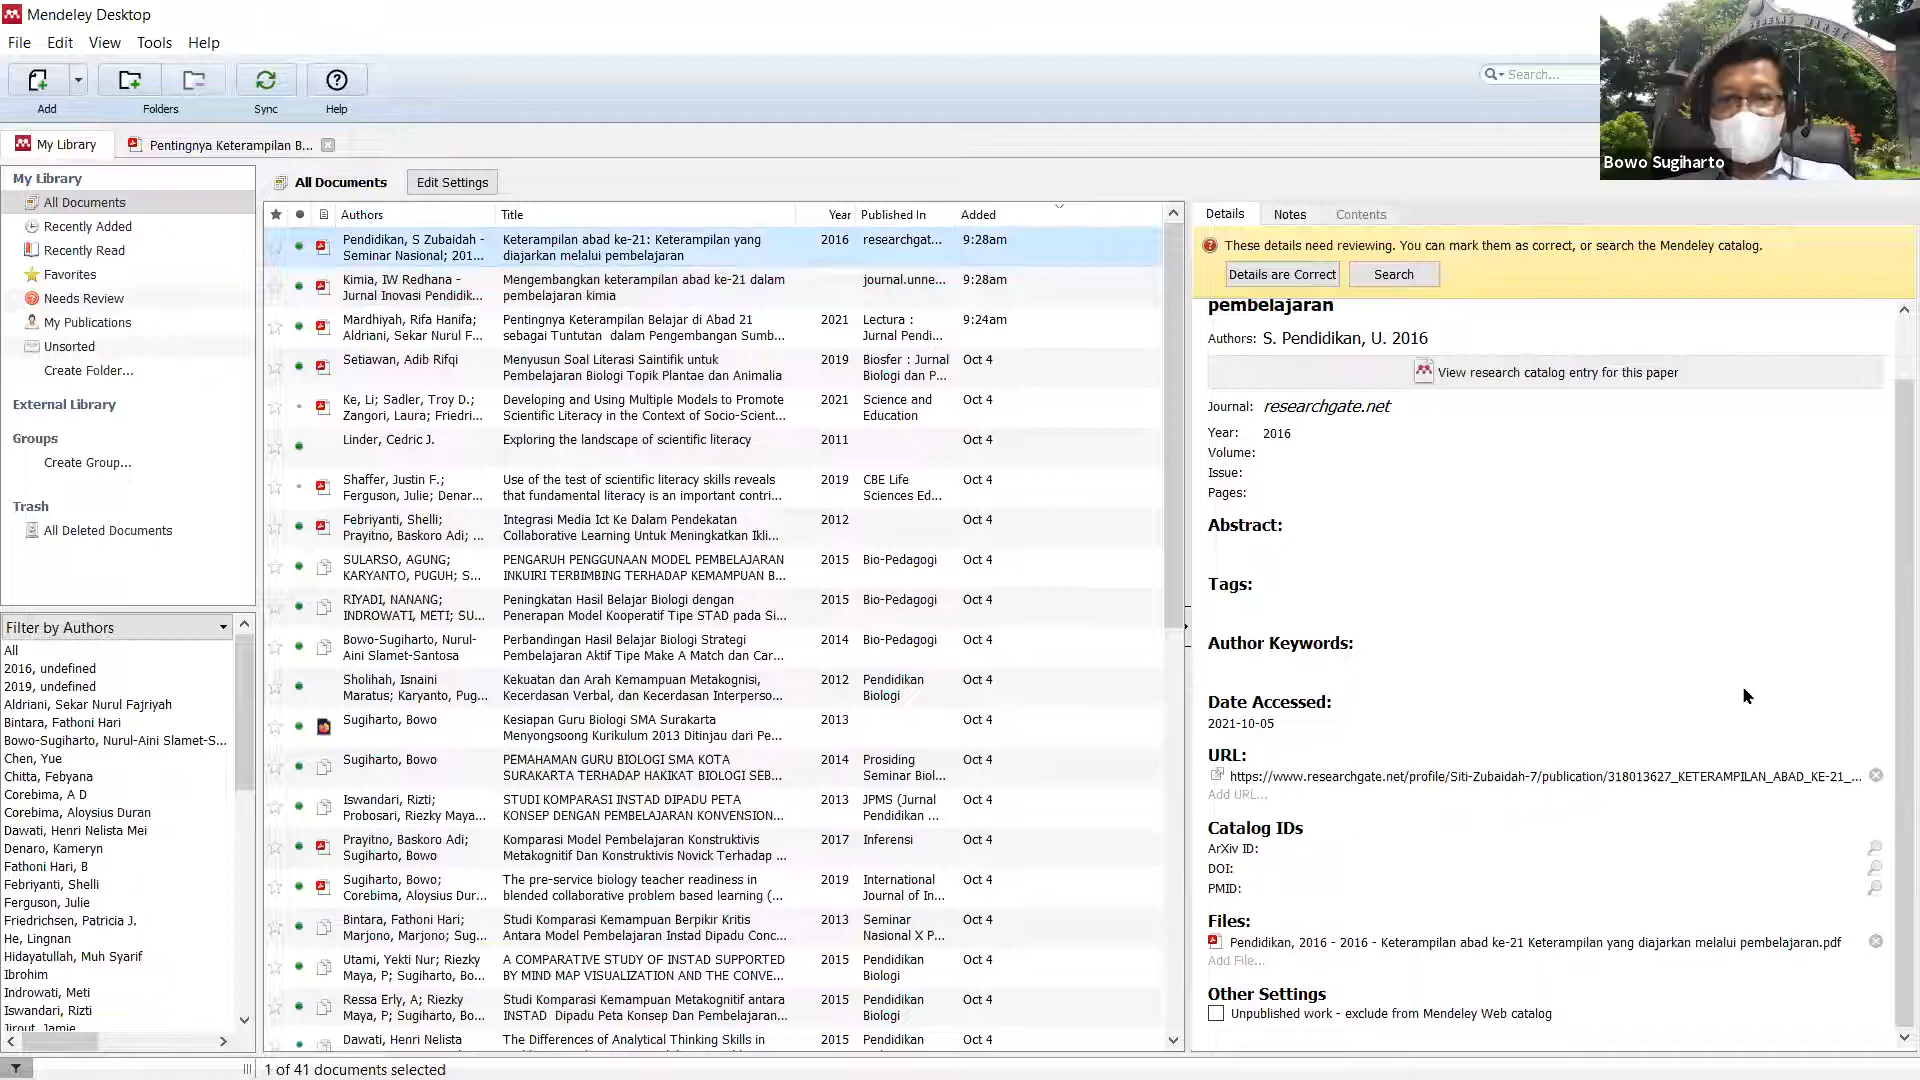 Mendeley Desktop
File Edit View Tools Help
Add Folders Sync Help
Search...
My Library
Pentingnya Keterampilan B...
Bowo Sugiharto
My Library
All Documents
Recently Added
Recently Read
Favorites
Needs Review
My Publications
Unsorted
Create Folder...
External Library
Groups
Create Group...
Trash
All Deleted Documents
Filter by Authors
All
2016, undefined
2019, undefined
Aldriani, Sekar Nurul Fajriyah
Bintara, Fathoni Hari
Bowo-Sugiharto, Nurul-Aini Slamet-S...
Chen, Yue
Chitta, Febyana
Corebima, A D
Corebima, Aloysius Duran
Dawati, Henri Nelista Mei
Denaro, Kameryn
Fathoni Hari, B
Febriyanti, Shelli
Ferguson, Julie
Friedrichsen, Patricia J.
He, Lingnan
Hidayatullah, Muh Syarif
Ibrohim
Indrowati, Meti
Iswandari, Rizti
Jirout, Jamie
All Documents Edit Settings
Authors Title Year Published In Added
Pendidikan, S Zubaidah - Keterampilan abad ke-21: Keterampilan yang 2016 researchgat... 9:28am
Seminar Nasional; 201... diajarkan melalui pembelajaran
Kimia, IW Redhana - Mengembangkan keterampilan abad ke-21 dalam journal.unne... 9:28am
Jurnal Inovasi Pendidik... pembelajaran kimia
Mardhiyah, Rifa Hanifa; Pentingnya Keterampilan Belajar di Abad 21 2021 Lectura : 9:24am
Aldriani, Sekar Nurul F... sebagai Tuntutan dalam Pengembangan Sumb... Jurnal Pendi...
Setiawan, Adib Rifqi Menyusun Soal Literasi Saintifik untuk 2019 Biosfer : Jurnal Oct 4
Pembelajaran Biologi Topik Plantae dan Animalia Biologi dan P...
Ke, Li; Sadler, Troy D.; Developing and Using Multiple Models to Promote 2021 Science and Oct 4
Zangori, Laura; Friedri... Scientific Literacy in the Context of Socio-Scient... Education
Linder, Cedric J. Exploring the landscape of scientific literacy 2011 Oct 4
Shaffer, Justin F.; Use of the test of scientific literacy skills reveals 2019 CBE Life Oct 4
Ferguson, Julie; Denar... that fundamental literacy is an important contri... Sciences Ed...
Febriyanti, Shelli; Integrasi Media Ict Ke Dalam Pendekatan 2012 Oct 4
Prayitno, Baskoro Adi; ... Collaborative Learning Untuk Meningkatkan Ikli...
SULARSO, AGUNG; PENGARUH PENGGUNAAN MODEL PEMBELAJARAN 2015 Bio-Pedagogi Oct 4
KARYANTO, PUGUH; S... INKUIRI TERBIMBING TERHADAP KEMAMPUAN B...
RIYADI, NANANG; Peningkatan Hasil Belajar Biologi dengan 2015 Bio-Pedagogi Oct 4
INDROWATI, METI; SU... Penerapan Model Kooperatif Tipe STAD pada Si...
Bowo-Sugiharto, Nurul- Perbandingan Hasil Belajar Biologi Strategi 2014 Bio-Pedagogi Oct 4
Aini Slamet-Santosa Pembelajaran Aktif Tipe Make A Match dan Car...
Sholihah, Isnaini Kekuatan dan Arah Kemampuan Metakognisi, 2012 Pendidikan Oct 4
Maratus; Karyanto, Pug... Kecerdasan Verbal, dan Kecerdasan Interperso... Biologi
Sugiharto, Bowo Kesiapan Guru Biologi SMA Surakarta 2013 Oct 4
Menyongsoong Kurikulum 2013 Ditinjau dari Pe...
Sugiharto, Bowo PEMAHAMAN GURU BIOLOGI SMA KOTA 2014 Prosiding Oct 4
SURAKARTA TERHADAP HAKIKAT BIOLOGI SEB... Seminar Biol...
Iswandari, Rizti; STUDI KOMPARASI INSTAD DIPADU PETA 2013 JPMS (Jurnal Oct 4
Probosari, Riezky Maya... KONSEP DENGAN PEMBELAJARAN KONVENSION... Pendidikan ...
Prayitno, Baskoro Adi; Komparasi Model Pembelajaran Konstruktivis 2017 Inferensi Oct 4
Sugiharto, Bowo Metakognitif Dan Konstruktivis Novick Terhadap ...
Sugiharto, Bowo; The pre-service biology teacher readiness in 2019 International Oct 4
Corebima, Aloysius Dur... blended collaborative problem based learning (... Journal of In...
Bintara, Fathoni Hari; Studi Komparasi Kemampuan Berpikir Kritis 2013 Seminar Oct 4
Marjono, Marjono; Sug... Antara Model Pembelajaran Instad Dipadu Conc... Nasional X P...
Utami, Yekti Nur; Riezky A COMPARATIVE STUDY OF INSTAD SUPPORTED 2015 Pendidikan Oct 4
Maya, P; Sugiharto, Bo... BY MIND MAP VISUALIZATION AND THE CONVE... Biologi
Ressa Erly, A; Riezky Studi Komparasi Kemampuan Metakognitif antara 2015 Pendidikan Oct 4
Maya, P; Sugiharto, Bo... INSTAD Dipadu Peta Konsep Dan Pembelajaran... Biologi
Dawati, Henri Nelista The Differences of Analytical Thinking Skills in 2015 Pendidikan Oct 4
Details Notes Contents
These details need reviewing. You can mark them as correct, or search the Mendeley catalog.
Details are Correct Search
pembelajaran
Authors: S. Pendidikan, U. 2016
View research catalog entry for this paper
Journal: researchgate.net
Year: 2016
Volume:
Issue:
Pages:
Abstract:
Tags:
Author Keywords:
Date Accessed:
2021-10-05
URL:
https://www.researchgate.net/profile/Siti-Zubaidah-7/publication/318013627_KETERAMPILAN_ABAD_KE-21_...
Add URL...
Catalog IDs
ArXiv ID:
DOI:
PMID:
Files:
Pendidikan, 2016 - 2016 - Keterampilan abad ke-21 Keterampilan yang diajarkan melalui pembelajaran.pdf
Add File...
Other Settings
Unpublished work - exclude from Mendeley Web catalog
1 of 41 documents selected